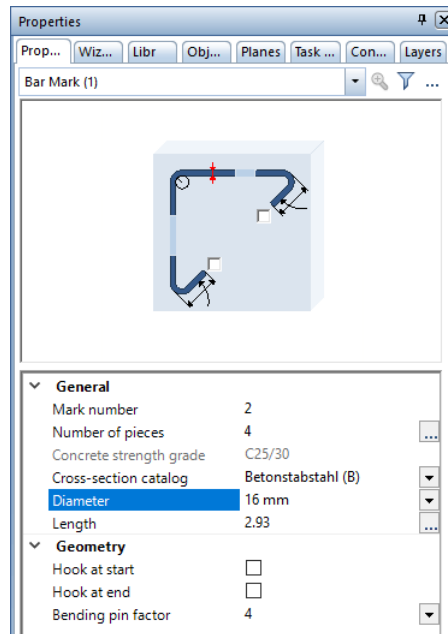 Properties
Prop... Wiz... Libr Obj... Planes Task ... Con... Layers
Bar Mark (1) ...
General
Mark number 2
Number of pieces 4 ...
Concrete strength grade C25/30
Cross-section catalog Betonstabstahl (B)
Diameter 16 mm
Length 2.93 ...
Geometry
Hook at start
Hook at end
Bending pin factor 4